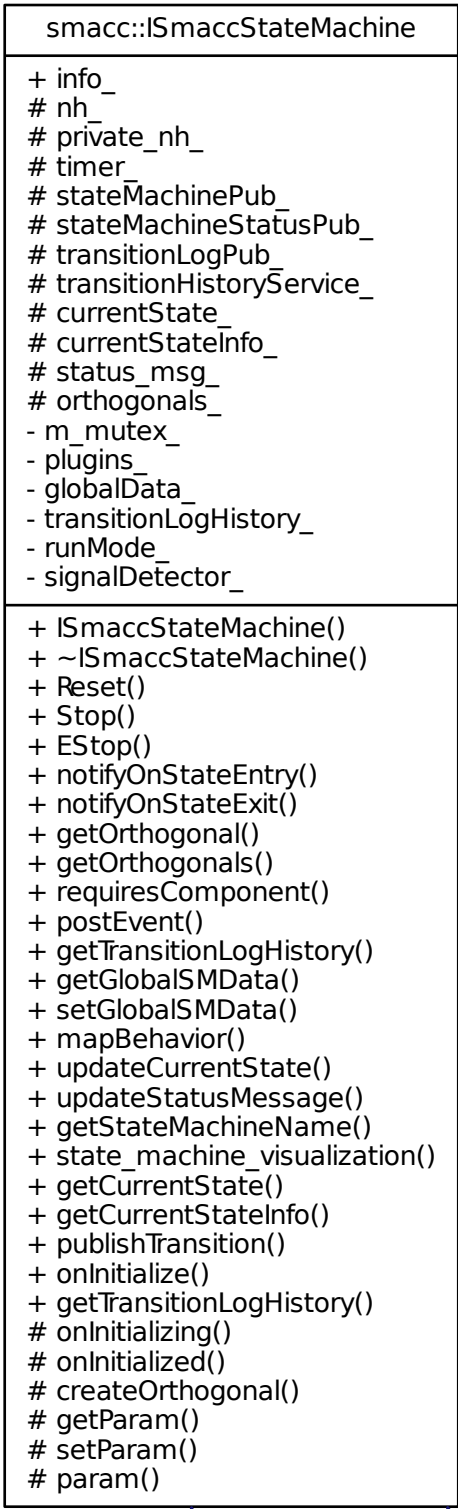 smacc::ISmaccStateMachine
+ info_
# nh_
# private_nh_
# timer_
# stateMachinePub_
# stateMachineStatusPub_
# transitionLogPub_
# transitionHistoryService_
# currentState_
# currentStateInfo_
# status_msg_
# orthogonals_
- m_mutex_
- plugins_
- globalData_
- transitionLogHistory_
- runMode_
- signalDetector_
+ ISmaccStateMachine()
+ ~ISmaccStateMachine()
+ Reset()
+ Stop()
+ EStop()
+ notifyOnStateEntry()
+ notifyOnStateExit()
+ getOrthogonal()
+ getOrthogonals()
+ requiresComponent()
+ postEvent()
+ getTransitionLogHistory()
+ getGlobalSMData()
+ setGlobalSMData()
+ mapBehavior()
+ updateCurrentState()
+ updateStatusMessage()
+ getStateMachineName()
+ state_machine_visualization()
+ getCurrentState()
+ getCurrentStateInfo()
+ publishTransition()
+ onInitialize()
+ getTransitionLogHistory()
# onInitializing()
# onInitialized()
# createOrthogonal()
# getParam()
# setParam()
# param()